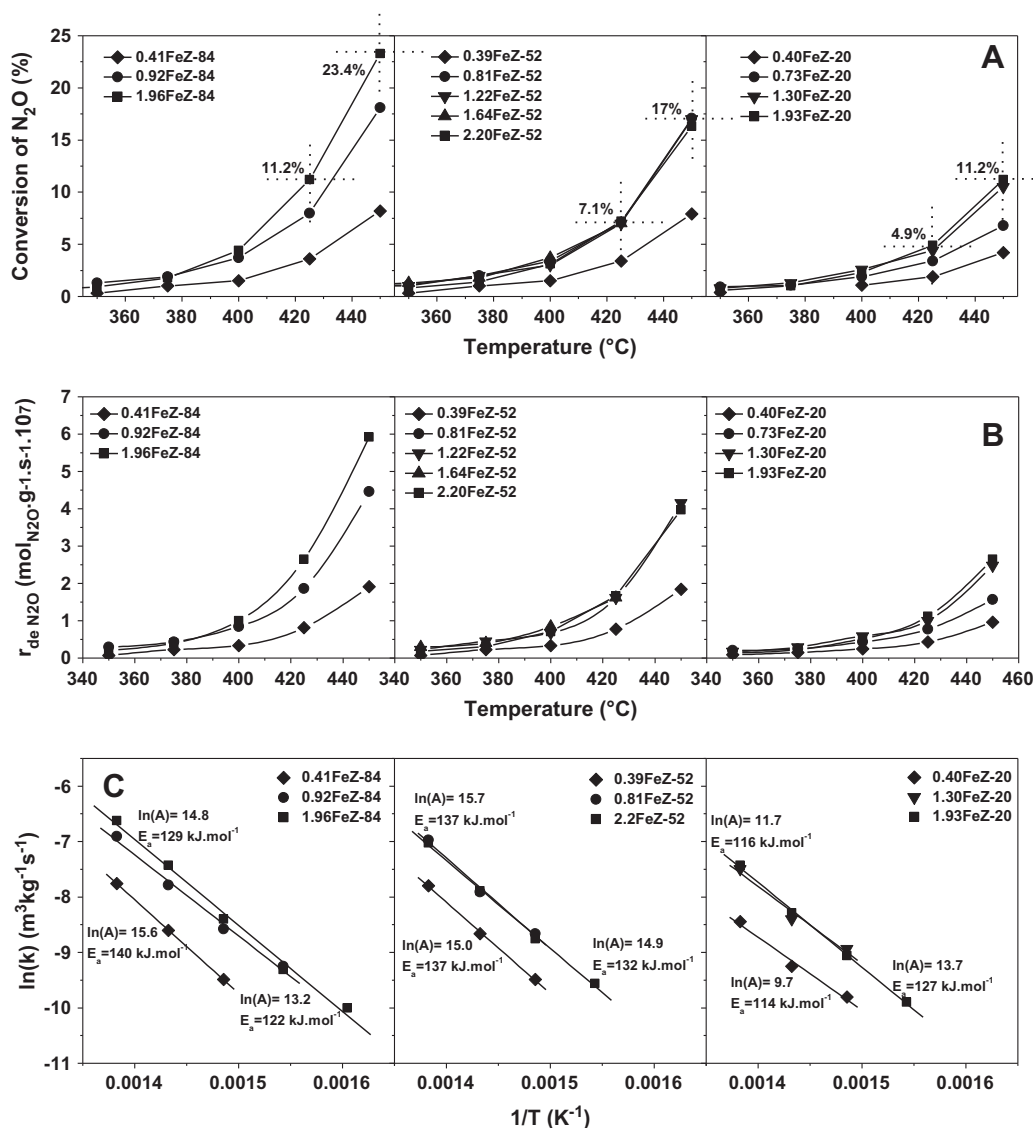 A
Conversion of N2O (%)
25
20
15
10
5
0
0.41FeZ-84
0.92FeZ-84
1.96FeZ-84
23.4%
11.2%
0.39FeZ-52
0.81FeZ-52
1.22FeZ-52
1.64FeZ-52
2.20FeZ-52
17%
7.1%
0.40FeZ-20
0.73FeZ-20
1.30FeZ-20
1.93FeZ-20
11.2%
4.9%
360 380 400 420 440 360 380 400 420 440 360 380 400 420 440
Temperature (°C)
B
r de N2O (molN2O.g-1.s-1.107)
7
6
5
4
3
2
1
0
0.41FeZ-84
0.92FeZ-84
1.96FeZ-84
0.39FeZ-52
0.81FeZ-52
1.22FeZ-52
1.64FeZ-52
2.20FeZ-52
0.40FeZ-20
0.73FeZ-20
1.30FeZ-20
1.93FeZ-20
340 360 380 400 420 440 340 360 380 400 420 440 340 360 380 400 420 440 460
Temperature (°C)
C
ln(k) (m3kg-1s-1)
-6
-7
-8
-9
-10
-11
0.41FeZ-84
0.92FeZ-84
1.96FeZ-84
ln(A)= 14.8
Ea=129 kJ.mol-1
ln(A)= 15.6
Ea=140 kJ.mol-1
ln(A)= 13.2
Ea=122 kJ.mol-1
0.39FeZ-52
0.81FeZ-52
2.2FeZ-52
ln(A)= 15.7
Ea=137 kJ.mol-1
ln(A)= 15.0
Ea=137 kJ.mol-1
ln(A)= 14.9
Ea=132 kJ.mol-1
0.40FeZ-20
1.30FeZ-20
1.93FeZ-20
ln(A)= 11.7
Ea=116 kJ.mol-1
ln(A)= 9.7
Ea=114 kJ.mol-1
ln(A)= 13.7
Ea=127 kJ.mol-1
0.0014 0.0015 0.0016 0.0014 0.0015 0.0016 0.0014 0.0015 0.0016
1/T (K-1)